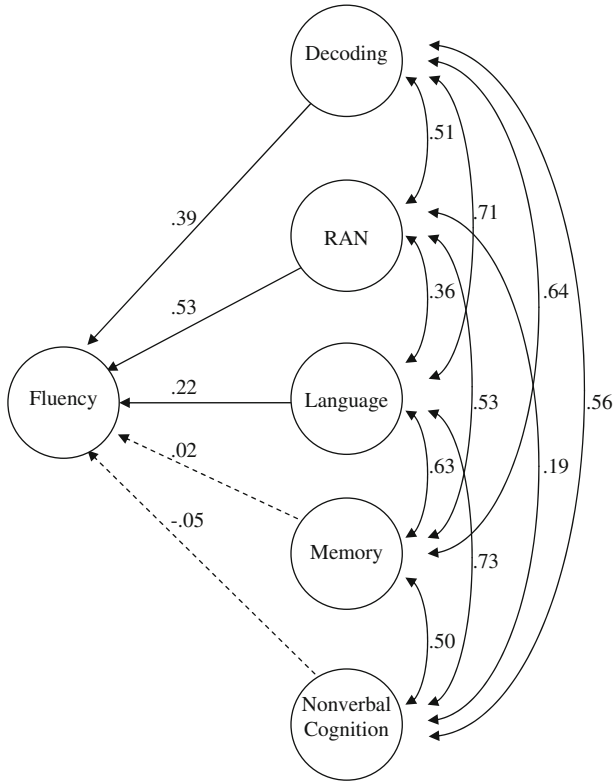 Decoding
.51
.39
.71
RAN
.53
.36
.64
Fluency
.22
Language
.53
.56
.02
.63
.19
-.05
Memory
.73
.50
Nonverbal
Cognition